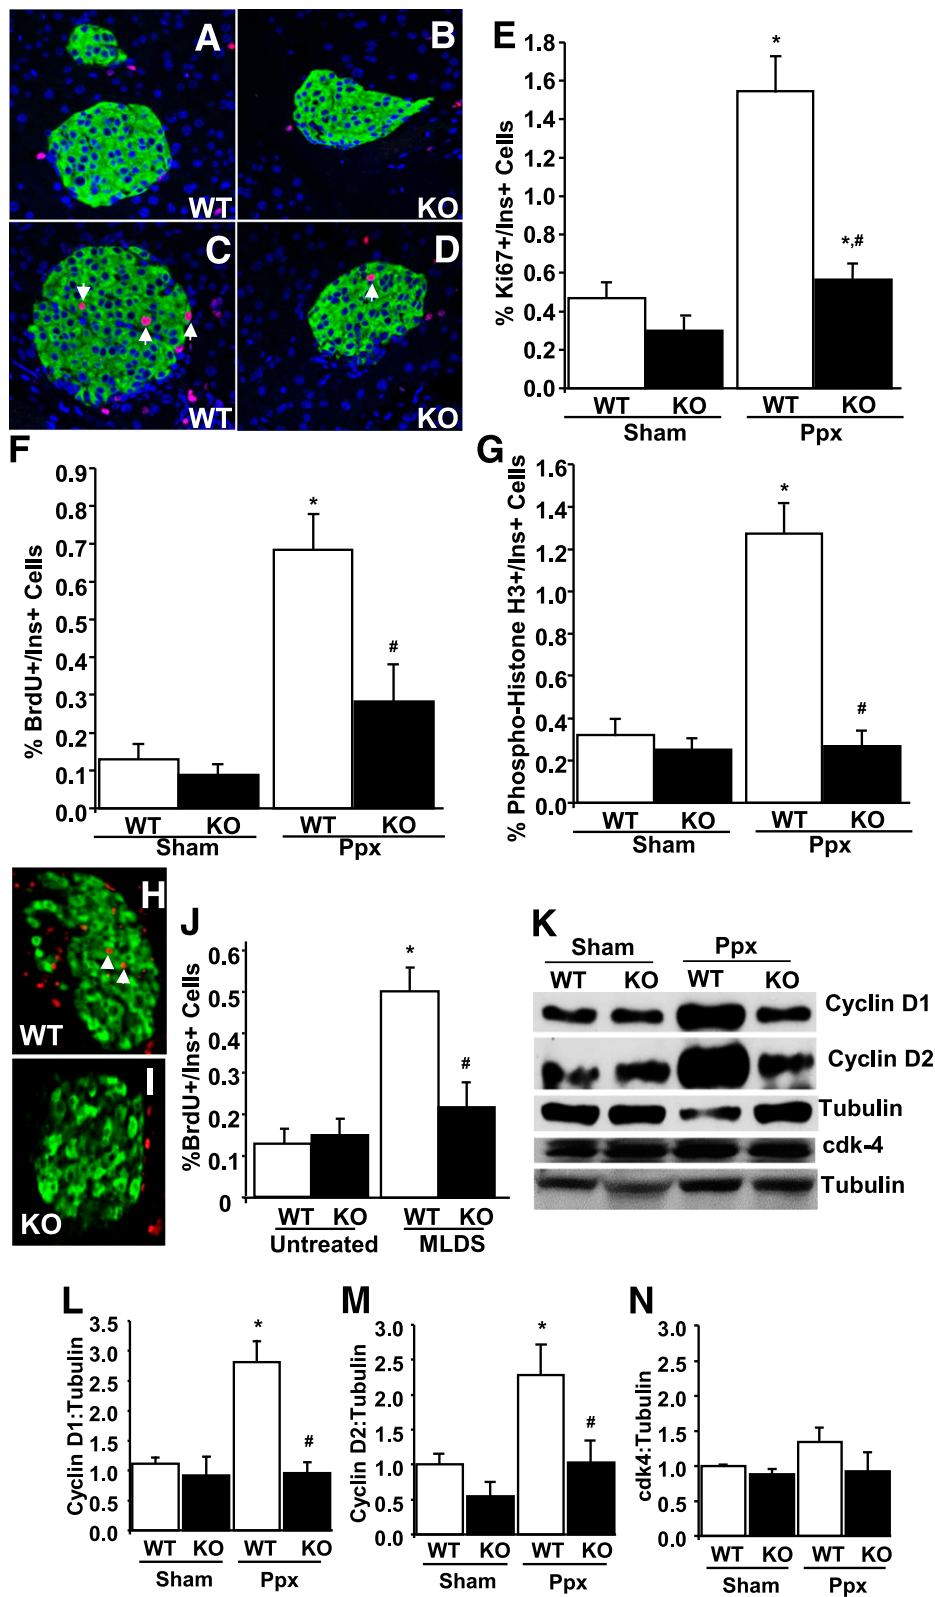 A
B
WT
KO
C
D
WT
KO
E
% Ki67+/Ins+ Cells
1.8
1.6
1.4
1.2
1.0
0.8
0.6
0.4
0.2
0.0
*
*,#
WT KO WT KO
Sham Ppx
F
% BrdU+/Ins+ Cells
0.9
0.8
0.7
0.6
0.5
0.4
0.3
0.2
0.1
0.0
*
#
WT KO WT KO
Sham Ppx
G
% Phospho-Histone H3+/Ins+ Cells
1.6
1.4
1.2
1.0
0.8
0.6
0.4
0.2
0.0
*
#
WT KO WT KO
Sham Ppx
H
WT
I
KO
J
%BrdU+/Ins+ Cells
0.6
0.5
0.4
0.3
0.2
0.1
0
*
#
WT KO WT KO
Untreated MLDS
K
Sham Ppx
WT KO WT KO
Cyclin D1
Cyclin D2
Tubulin
cdk-4
Tubulin
L
Cyclin D1:Tubulin
3.5
3.0
2.5
2.0
1.5
1.0
0.5
0.0
*
#
WT KO WT KO
Sham Ppx
M
Cyclin D2:Tubulin
3.0
2.5
2.0
1.5
1.0
0.5
0.0
*
#
WT KO WT KO
Sham Ppx
N
cdk4:Tubulin
3.0
2.5
2.0
1.5
1.0
0.5
0.0
WT KO WT KO
Sham Ppx